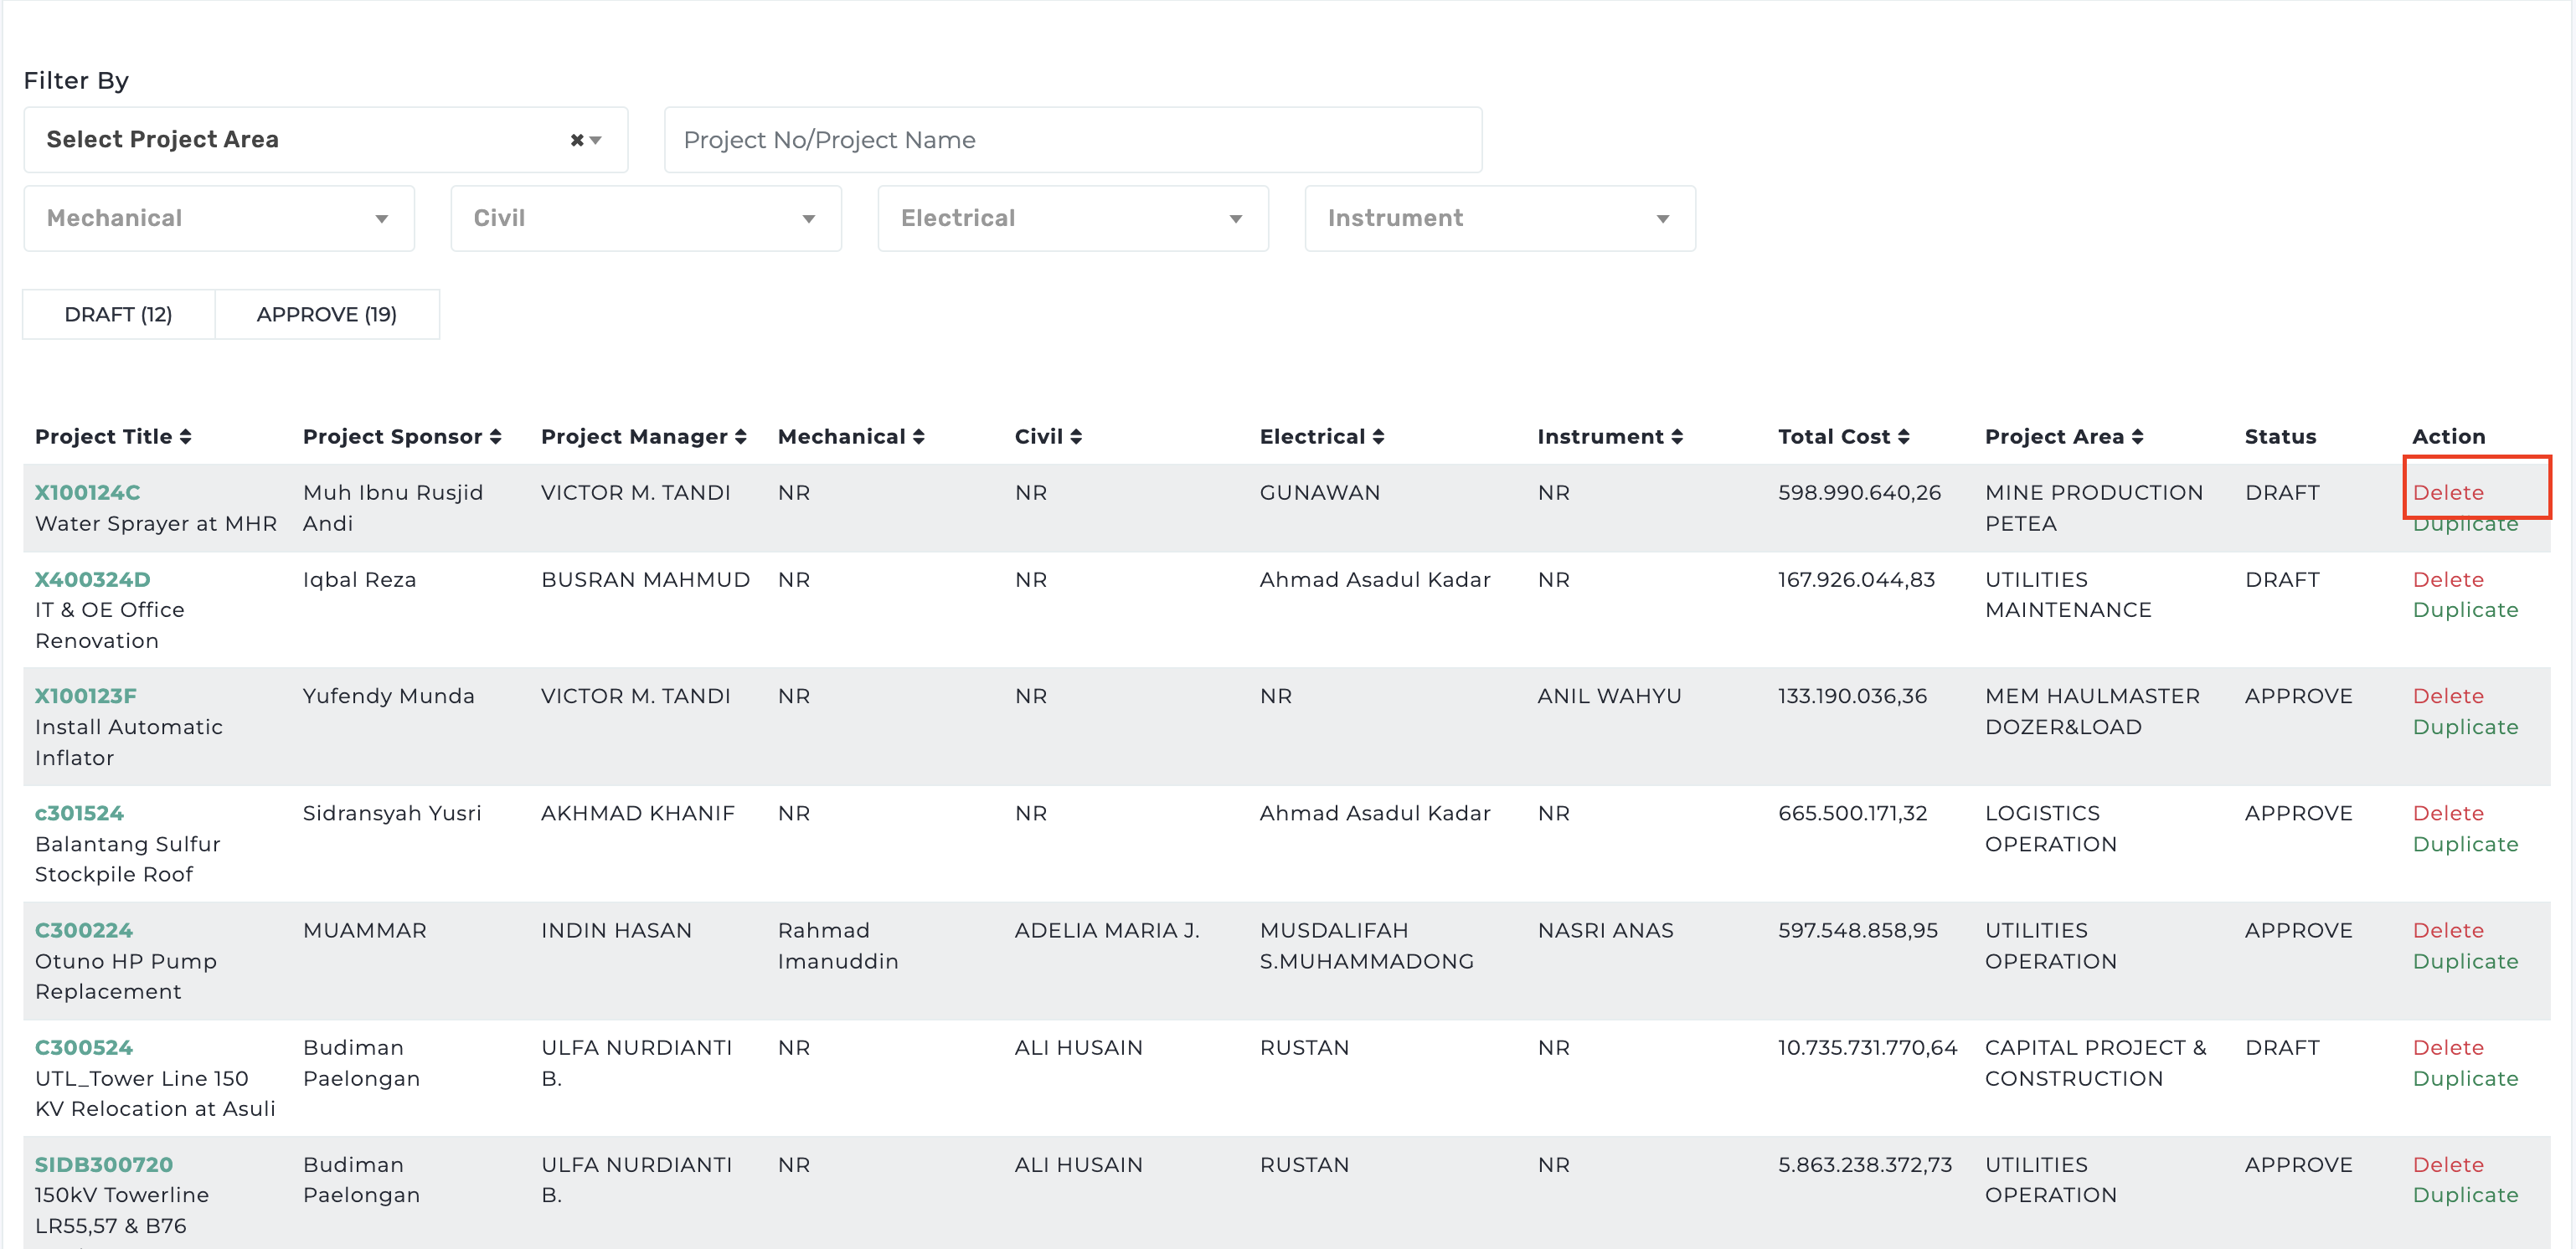 Filter By
Select Project Area
Project No/Project Name
Mechanical
Civil
Electrical
Instrument
DRAFT (12)
APPROVE (19)
Project Title Project Sponsor Project Manager Mechanical Civil Electrical Instrument Total Cost Project Area Status Action
X100124C Muh Ibnu Rusjid VICTOR M. TANDI NR NR GUNAWAN NR 598.990.640,26 MINE PRODUCTION DRAFT Delete
Water Sprayer at MHR Andi PETEA Duplicate
X400324D Iqbal Reza BUSRAN MAHMUD NR NR Ahmad Asadul Kadar NR 167.926.044,83 UTILITIES DRAFT Delete
IT & OE Office MAINTENANCE Duplicate
Renovation
X100123F Yufendy Munda VICTOR M. TANDI NR NR NR ANIL WAHYU 133.190.036,36 MEM HAULMASTER APPROVE Delete
Install Automatic DOZER&LOAD Duplicate
Inflator
c301524 Sidransyah Yusri AKHMAD KHANIF NR NR Ahmad Asadul Kadar NR 665.500.171,32 LOGISTICS APPROVE Delete
Balantang Sulfur OPERATION Duplicate
Stockpile Roof
C300224 MUAMMAR INDIN HASAN Rahmad ADELIA MARIA J. MUSDALIFAH NASRI ANAS 597.548.858,95 UTILITIES APPROVE Delete
Otuno HP Pump Imanuddin S.MUHAMMADONG OPERATION Duplicate
Replacement
C300524 Budiman ULFA NURDIANTI NR ALI HUSAIN RUSTAN NR 10.735.731.770,64 CAPITAL PROJECT & DRAFT Delete
UTL_Tower Line 150 Paelongan B. CONSTRUCTION Duplicate
KV Relocation at Asuli
SIDB300720 Budiman ULFA NURDIANTI NR ALI HUSAIN RUSTAN NR 5.863.238.372,73 UTILITIES APPROVE Delete
150kV Towerline Paelongan B. OPERATION Duplicate
LR55,57 & B76